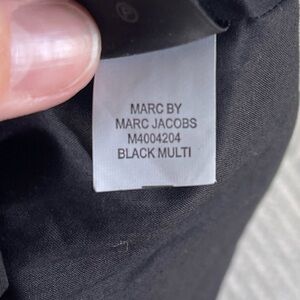 MARC BY
MARC JACOBS
M4004204
BLACK MULTI